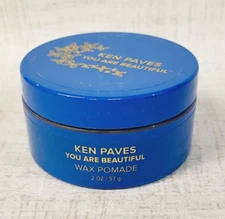 KEN PAVES
YOU ARE BEAUTIFUL
KEN PAVES
YOU ARE BEAUTIFUL
WAX POMADE
2 OZ / 57 g